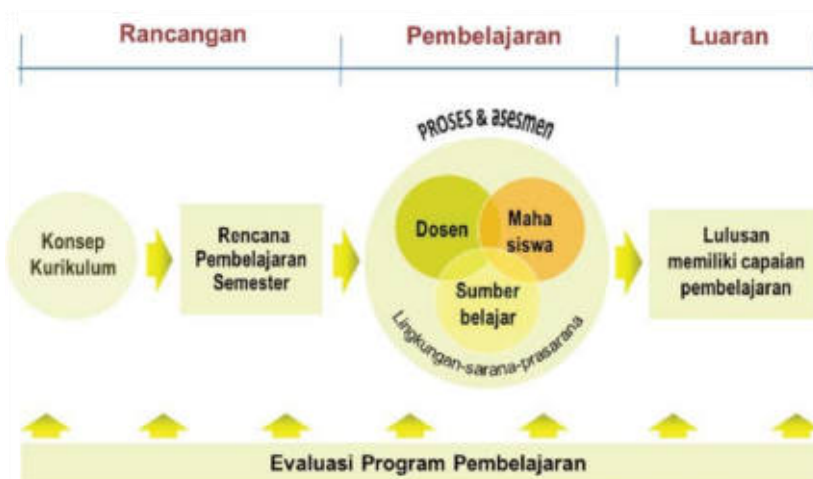 Rancangan
Pembelajaran
Luaran
PROSES & asesmen
Konsep
Kurikulum
Rencana
Pembelajaran
Semester
Dosen
Maha
siswa
Sumber
belajar
Lingkungan-sarana-prasarana
Lulusan
memiliki capaian
pembelajaran
Evaluasi Program Pembelajaran